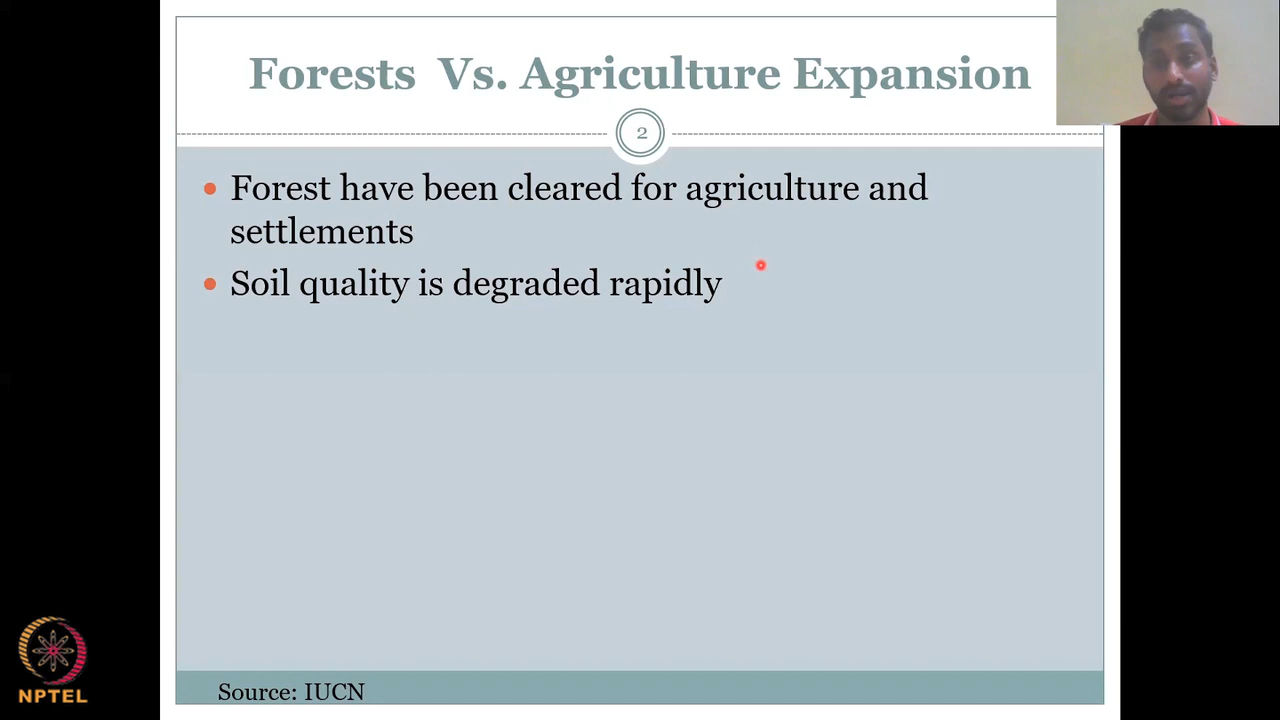 Forests Vs. Agriculture Expansion
2
• Forest have been cleared for agriculture and
settlements
• Soil quality is degraded rapidly
NPTEL
Source: IUCN